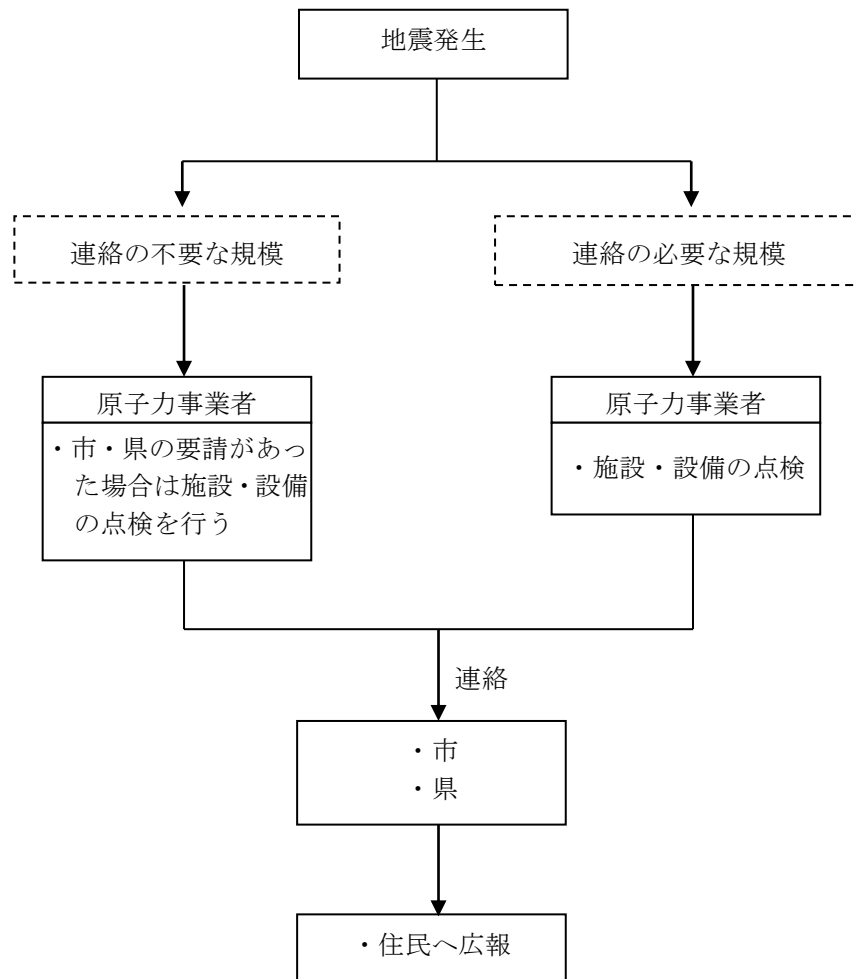 地震発生
連絡の不要な規模
連絡の必要な規模
原子力事業者
・市・県の要請があっ
た場合は施設・設備
の点検を行う
原子力事業者
・施設・設備の点検
連絡
・市
・県
・住民へ広報